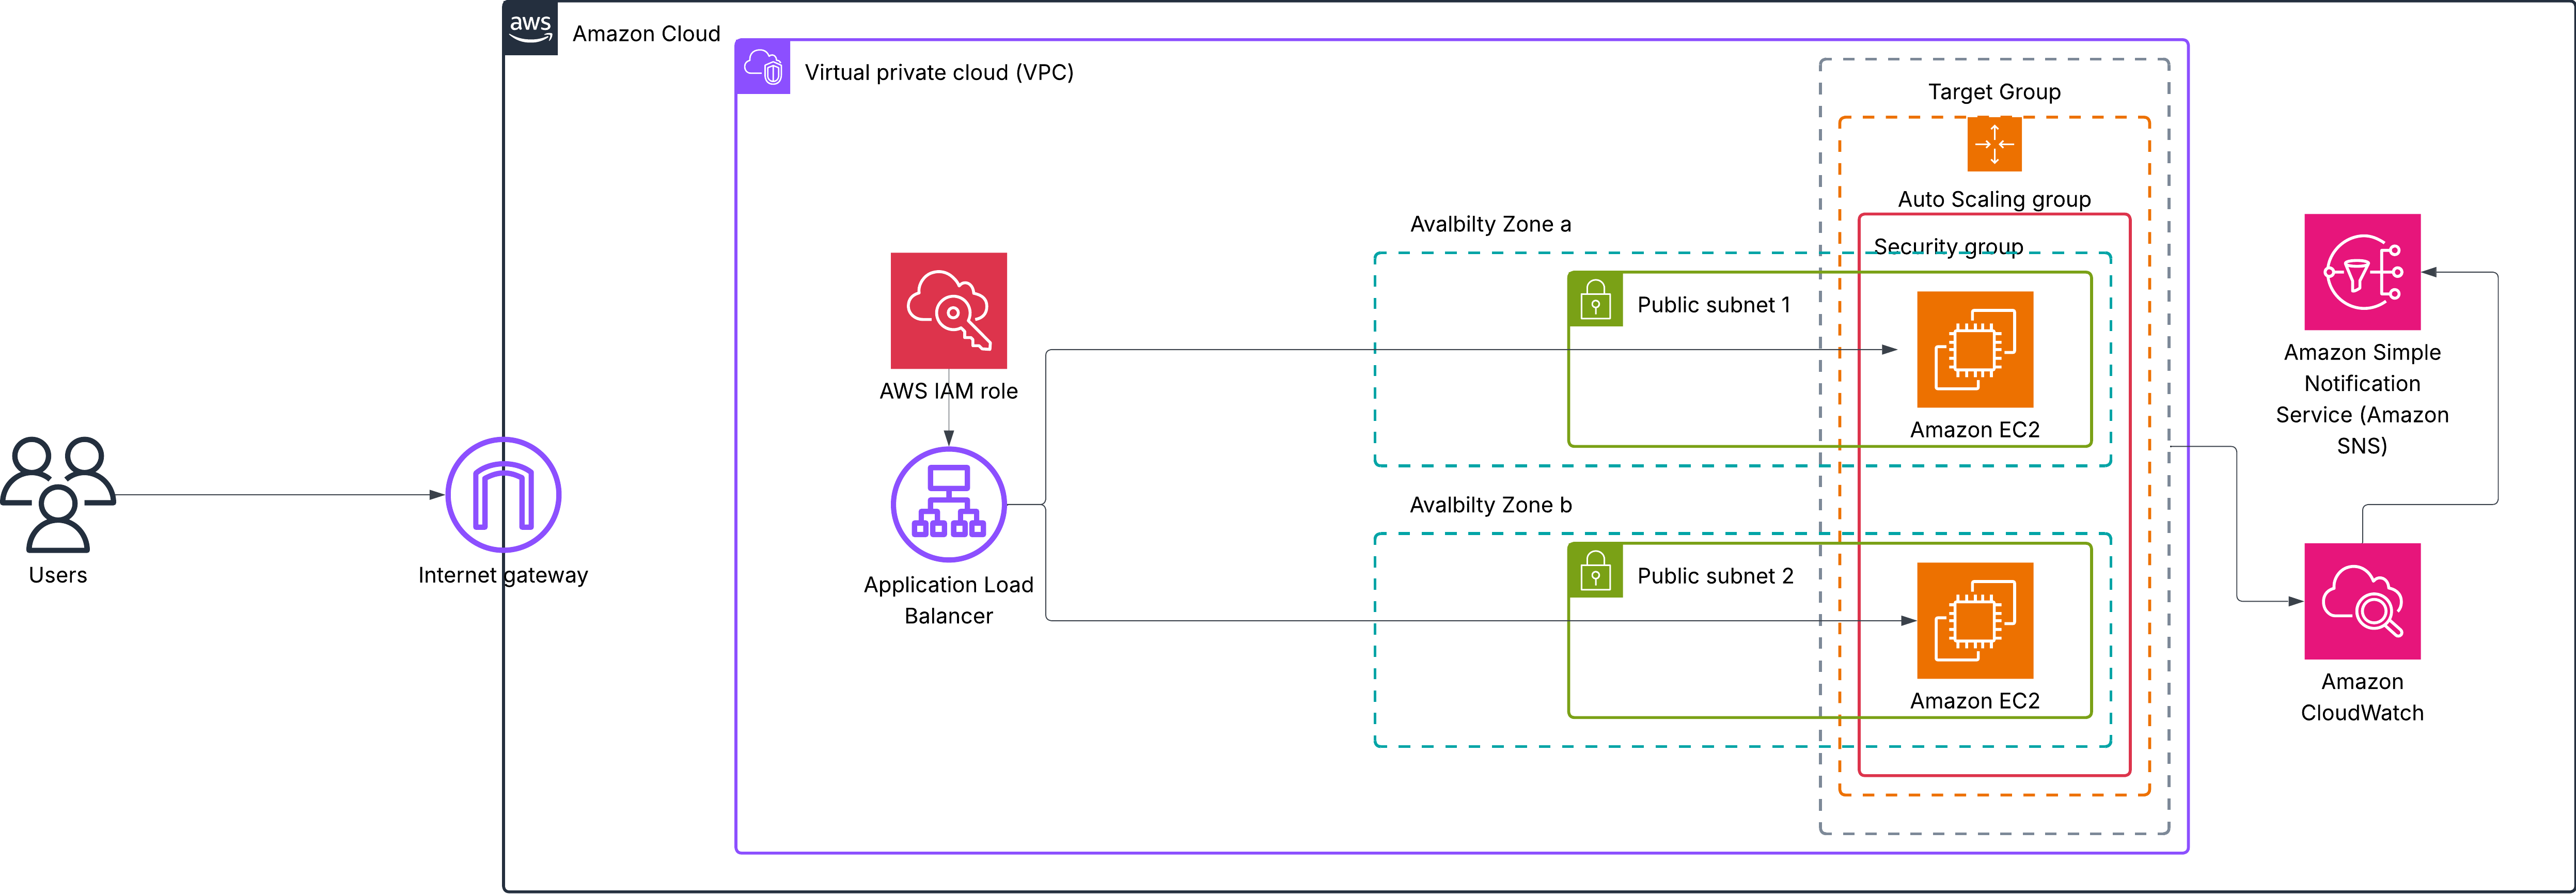 aws
Amazon Cloud
Virtual private cloud (VPC)
Target Group
Auto Scaling group
Avalbilty Zone a
Security group
Public subnet 1
Amazon EC2
AWS IAM role
Application Load
Balancer
Avalbilty Zone b
Public subnet 2
Amazon EC2
Users
Internet gateway
Amazon Simple
Notification
Service (Amazon
SNS)
Amazon
CloudWatch